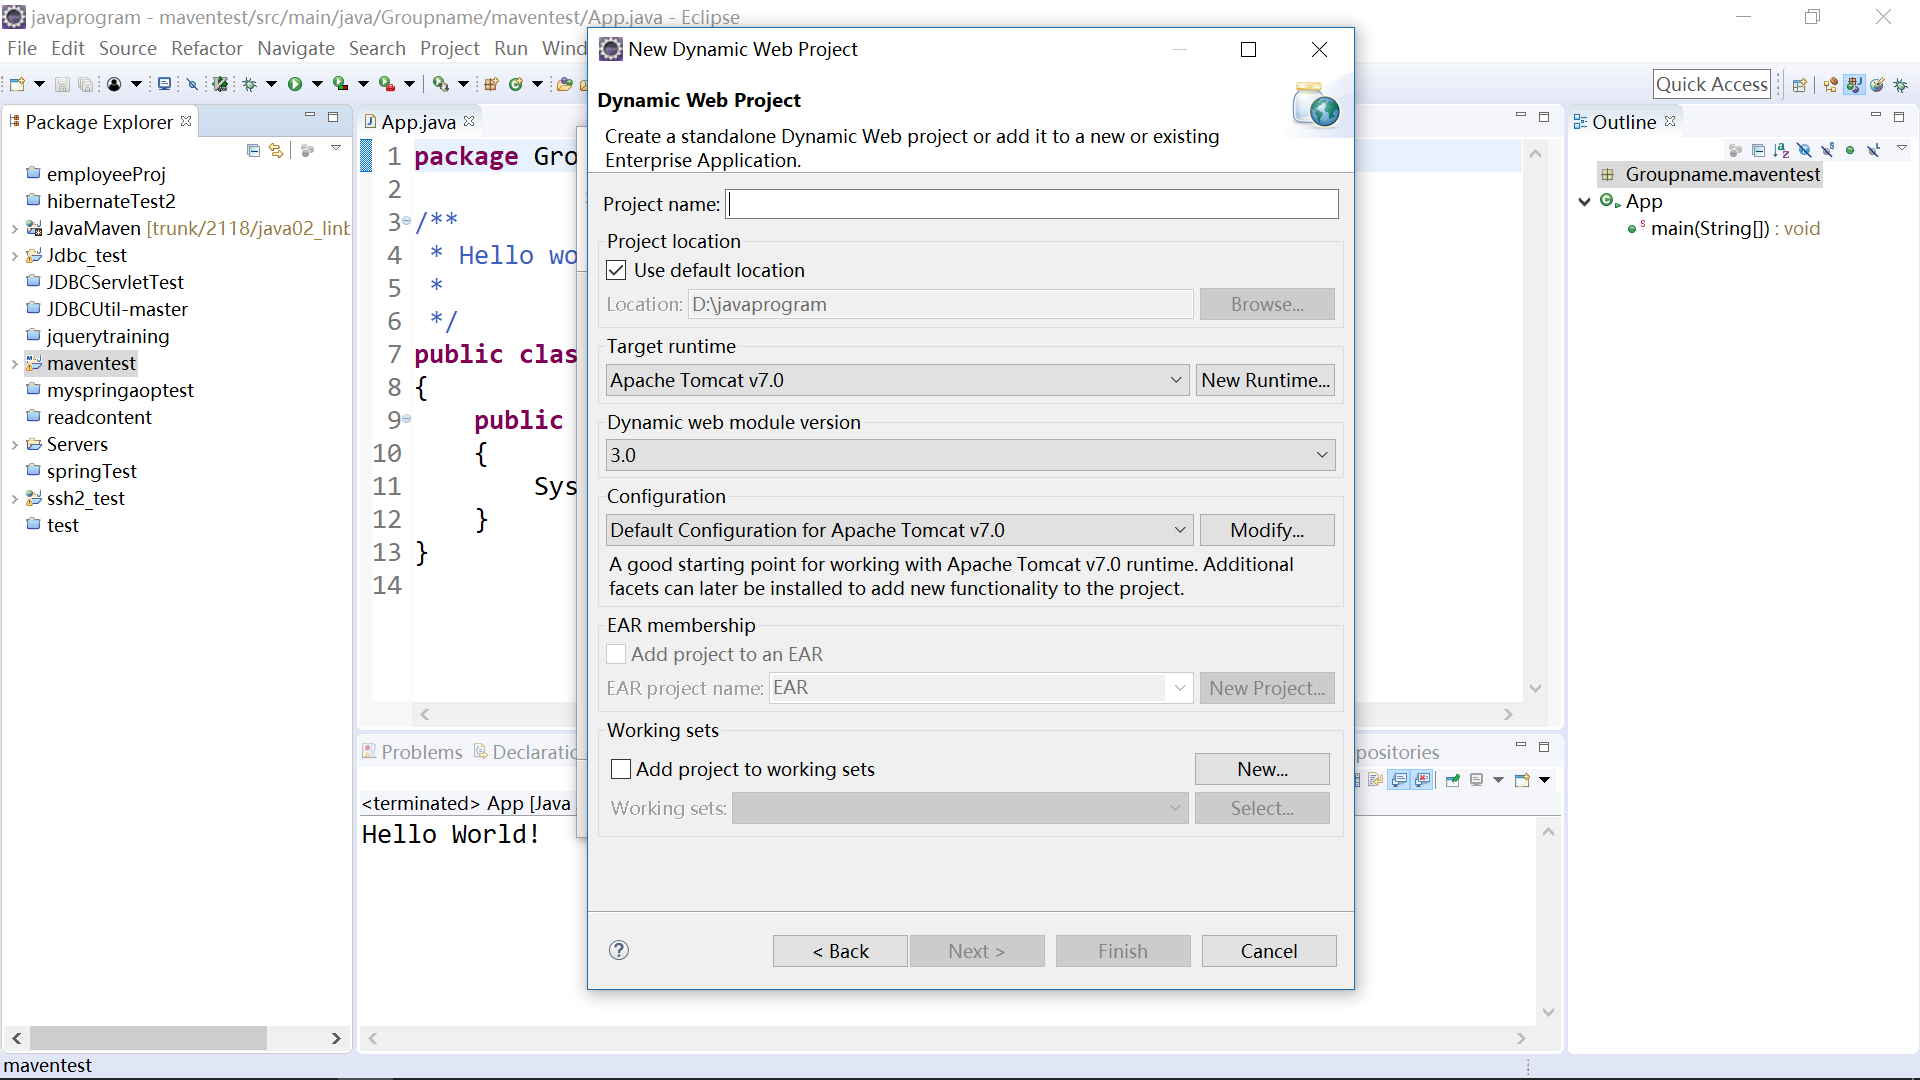 javaprogram - maventest/src/main/java/Groupname/maventest/App.java - Eclipse
File Edit Source Refactor Navigate Search Project Run Wind
Quick Access
Package Explorer
employeeProj
hibernateTest2
JavaMaven [trunk/2118/java02_linb
Jdbc_test
JDBCServletTest
JDBCUtil-master
jquerytraining
maventest
myspringaoptest
readcontent
Servers
springTest
ssh2_test
test
App.java
1 package Gro
2
3 /**
4 * Hello wo
5 *
6 */
7 public clas
8 {
9 public
10 {
11 Sys
12 }
13 }
14
Problems Declaratio
positories
<terminated> App [Java
Hello World!
New Dynamic Web Project
Dynamic Web Project
Create a standalone Dynamic Web project or add it to a new or existing
Enterprise Application.
Project name:
Project location
Use default location
Location: D:\javaprogram Browse...
Target runtime
Apache Tomcat v7.0 New Runtime...
Dynamic web module version
3.0
Configuration
Default Configuration for Apache Tomcat v7.0 Modify...
A good starting point for working with Apache Tomcat v7.0 runtime. Additional
facets can later be installed to add new functionality to the project.
EAR membership
Add project to an EAR
EAR project name: EAR New Project...
Working sets
Add project to working sets New...
Working sets: Select...
< Back Next > Finish Cancel
Outline
Groupname.maventest
App
main(String[]) : void
maventest